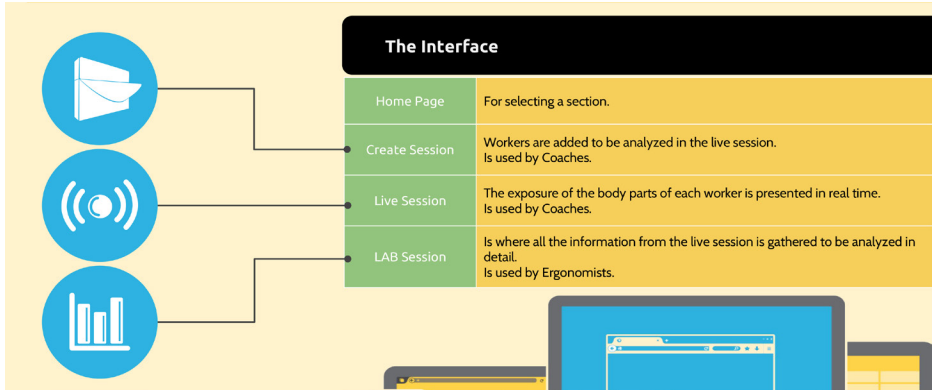 The Interface
Home Page
For selecting a section.
Create Session
Workers are added to be analyzed in the live session.
Is used by Coaches.
Live Session
The exposure of the body parts of each worker is presented in real time.
Is used by Coaches.
LAB Session
Is where all the information from the live session is gathered to be analyzed in
detail.
Is used by Ergonomists.